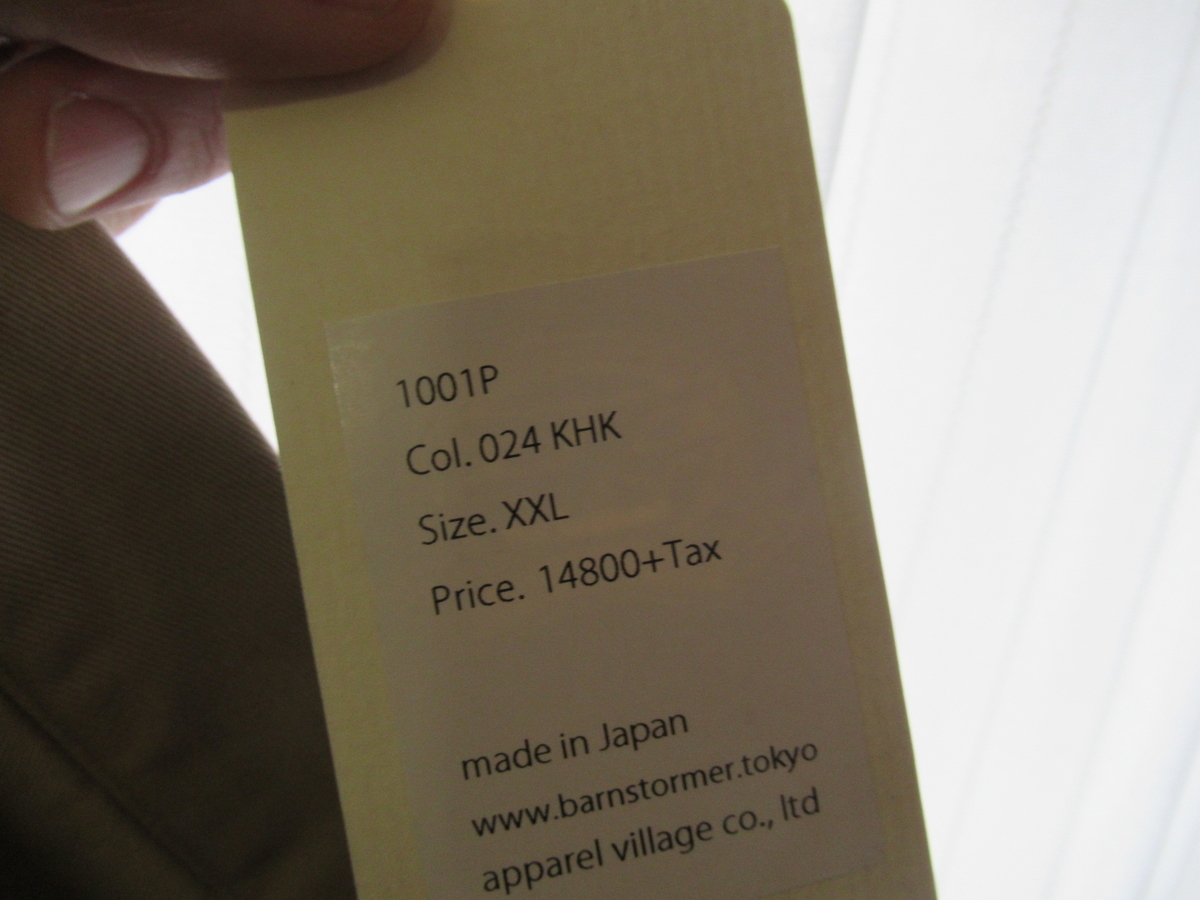 1001P
Col. 024 KHK
Size. XXL
Price. 14800+Tax
made in Japan
www.barnstormer.tokyo
apparel village co., ltd